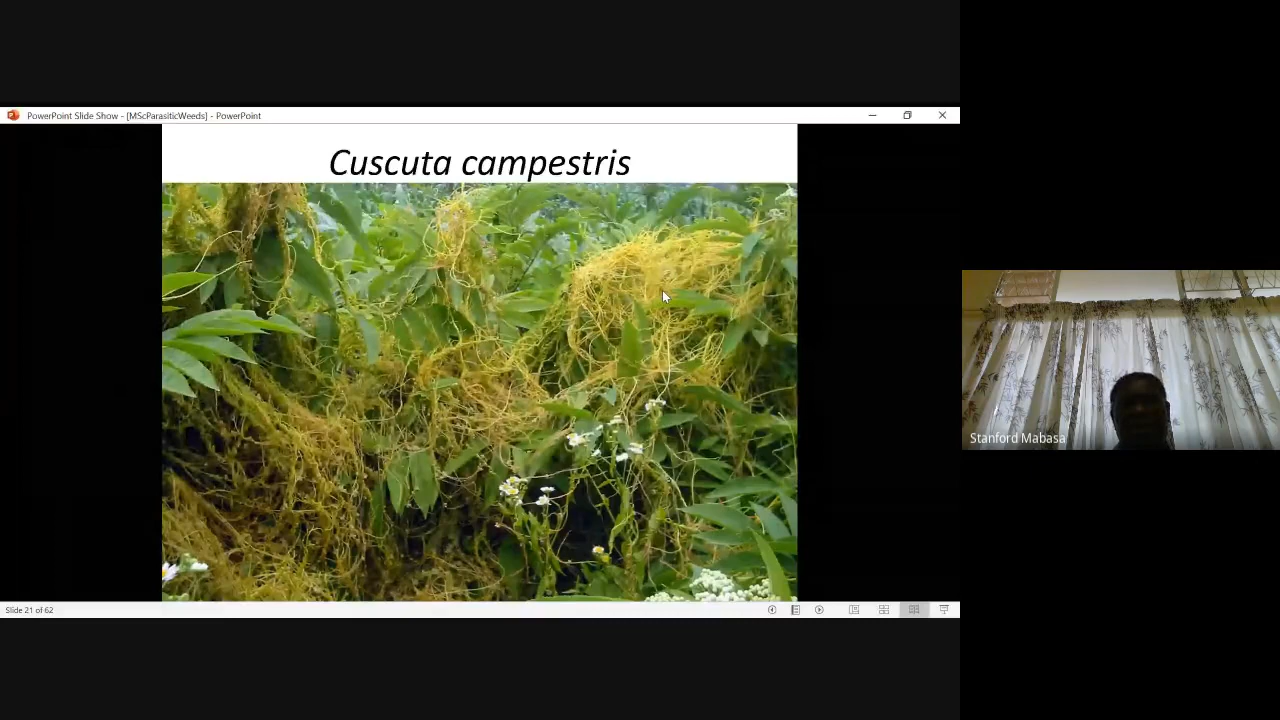 PowerPoint Slide Show - [MScParasiticWeeds] - PowerPoint
Cuscuta campestris
Stanford Mabasa
Slide 21 of 62